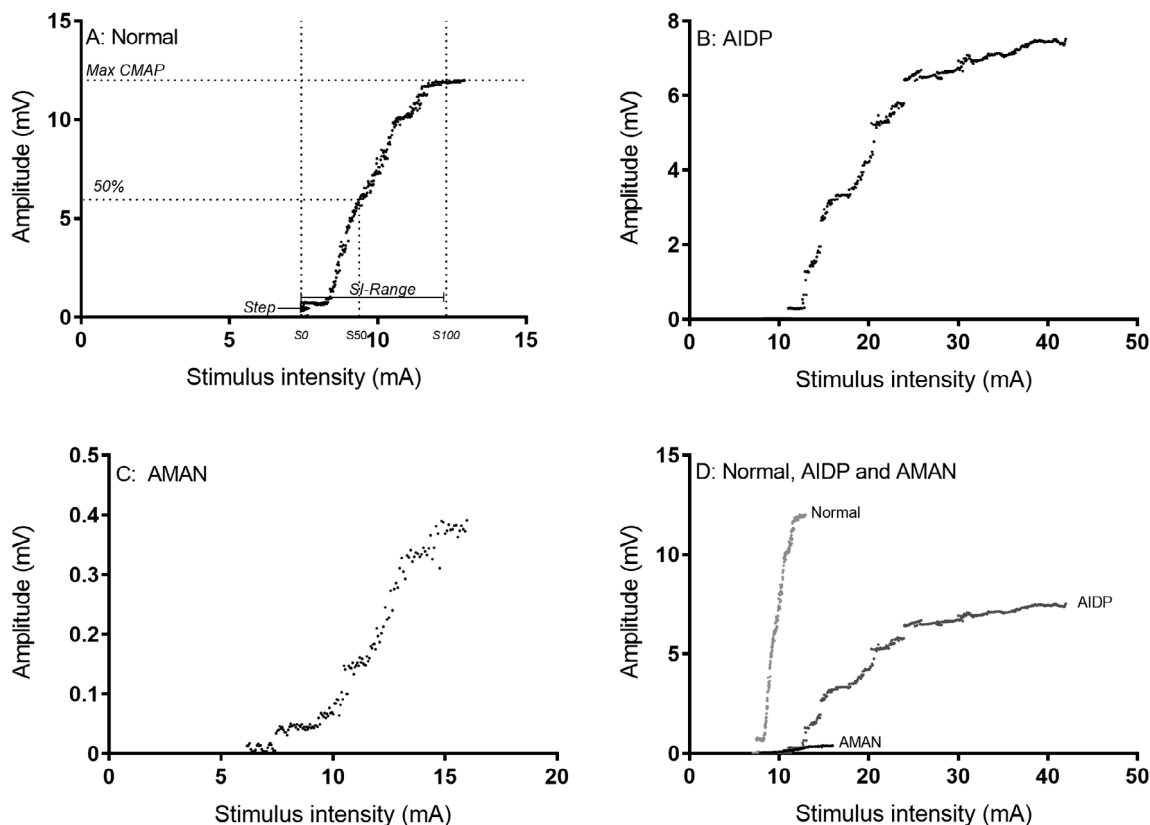 A: Normal
15
10
5
0
Amplitude (mV)
Max CMAP
50%
Step
SI-Range
S0
S50
S100
0
5
10
15
Stimulus intensity (mA)
B: AIDP
8
6
4
2
0
Amplitude (mV)
0
10
20
30
40
50
Stimulus intensity (mA)
C: AMAN
0.5
0.4
0.3
0.2
0.1
0
Amplitude (mV)
0
5
10
15
20
Stimulus intensity (mA)
D: Normal, AIDP and AMAN
15
10
5
0
Amplitude (mV)
Normal
AIDP
AMAN
0
10
20
30
40
50
Stimulus intensity (mA)